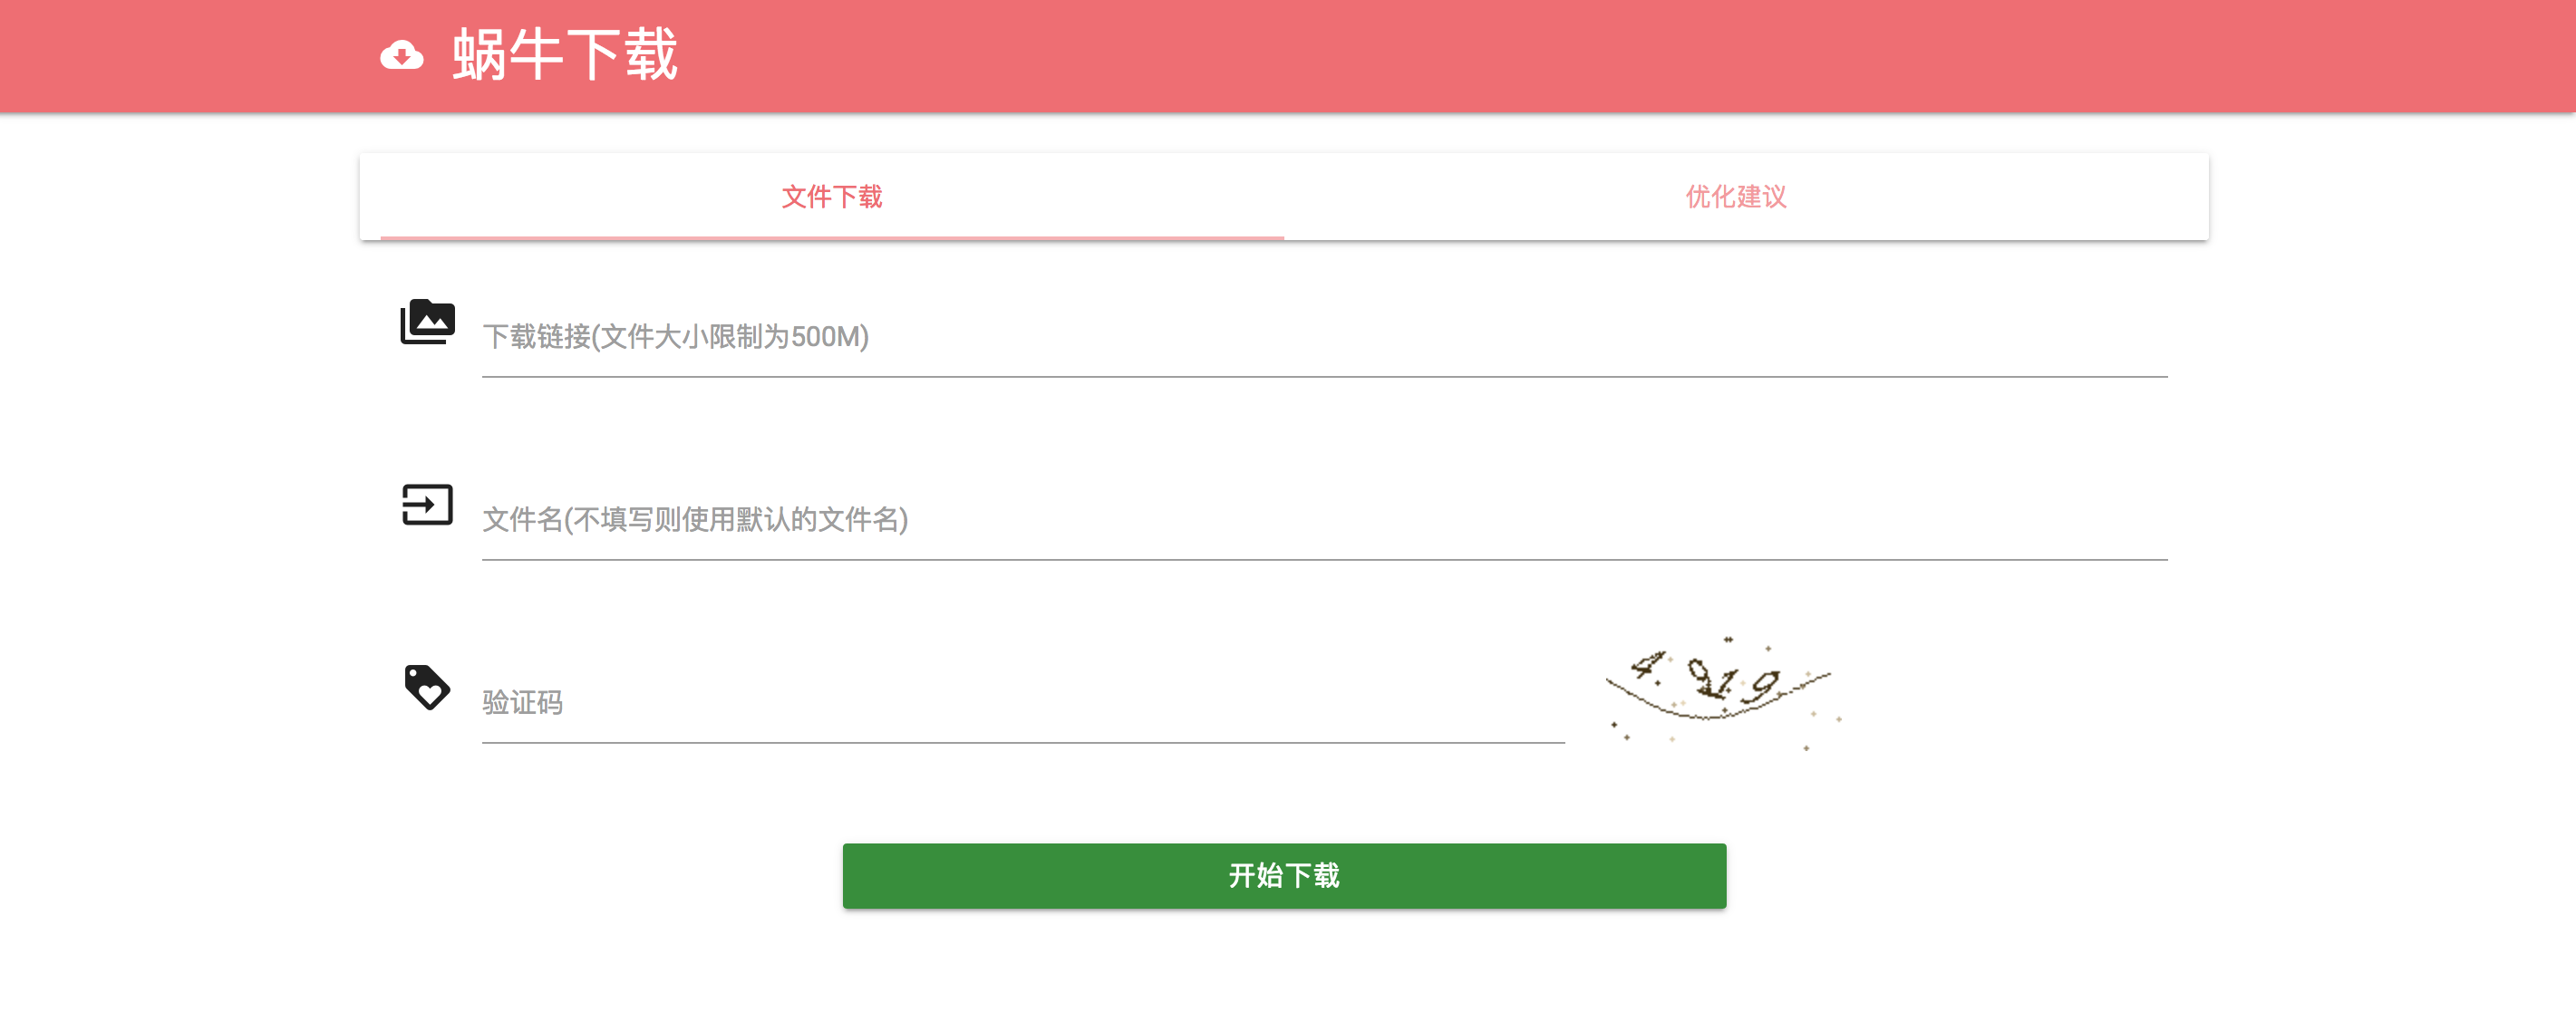 蜗牛下载
文件下载
优化建议
下载链接(文件大小限制为500M)
文件名(不填写则使用默认的文件名)
验证码
开始下载